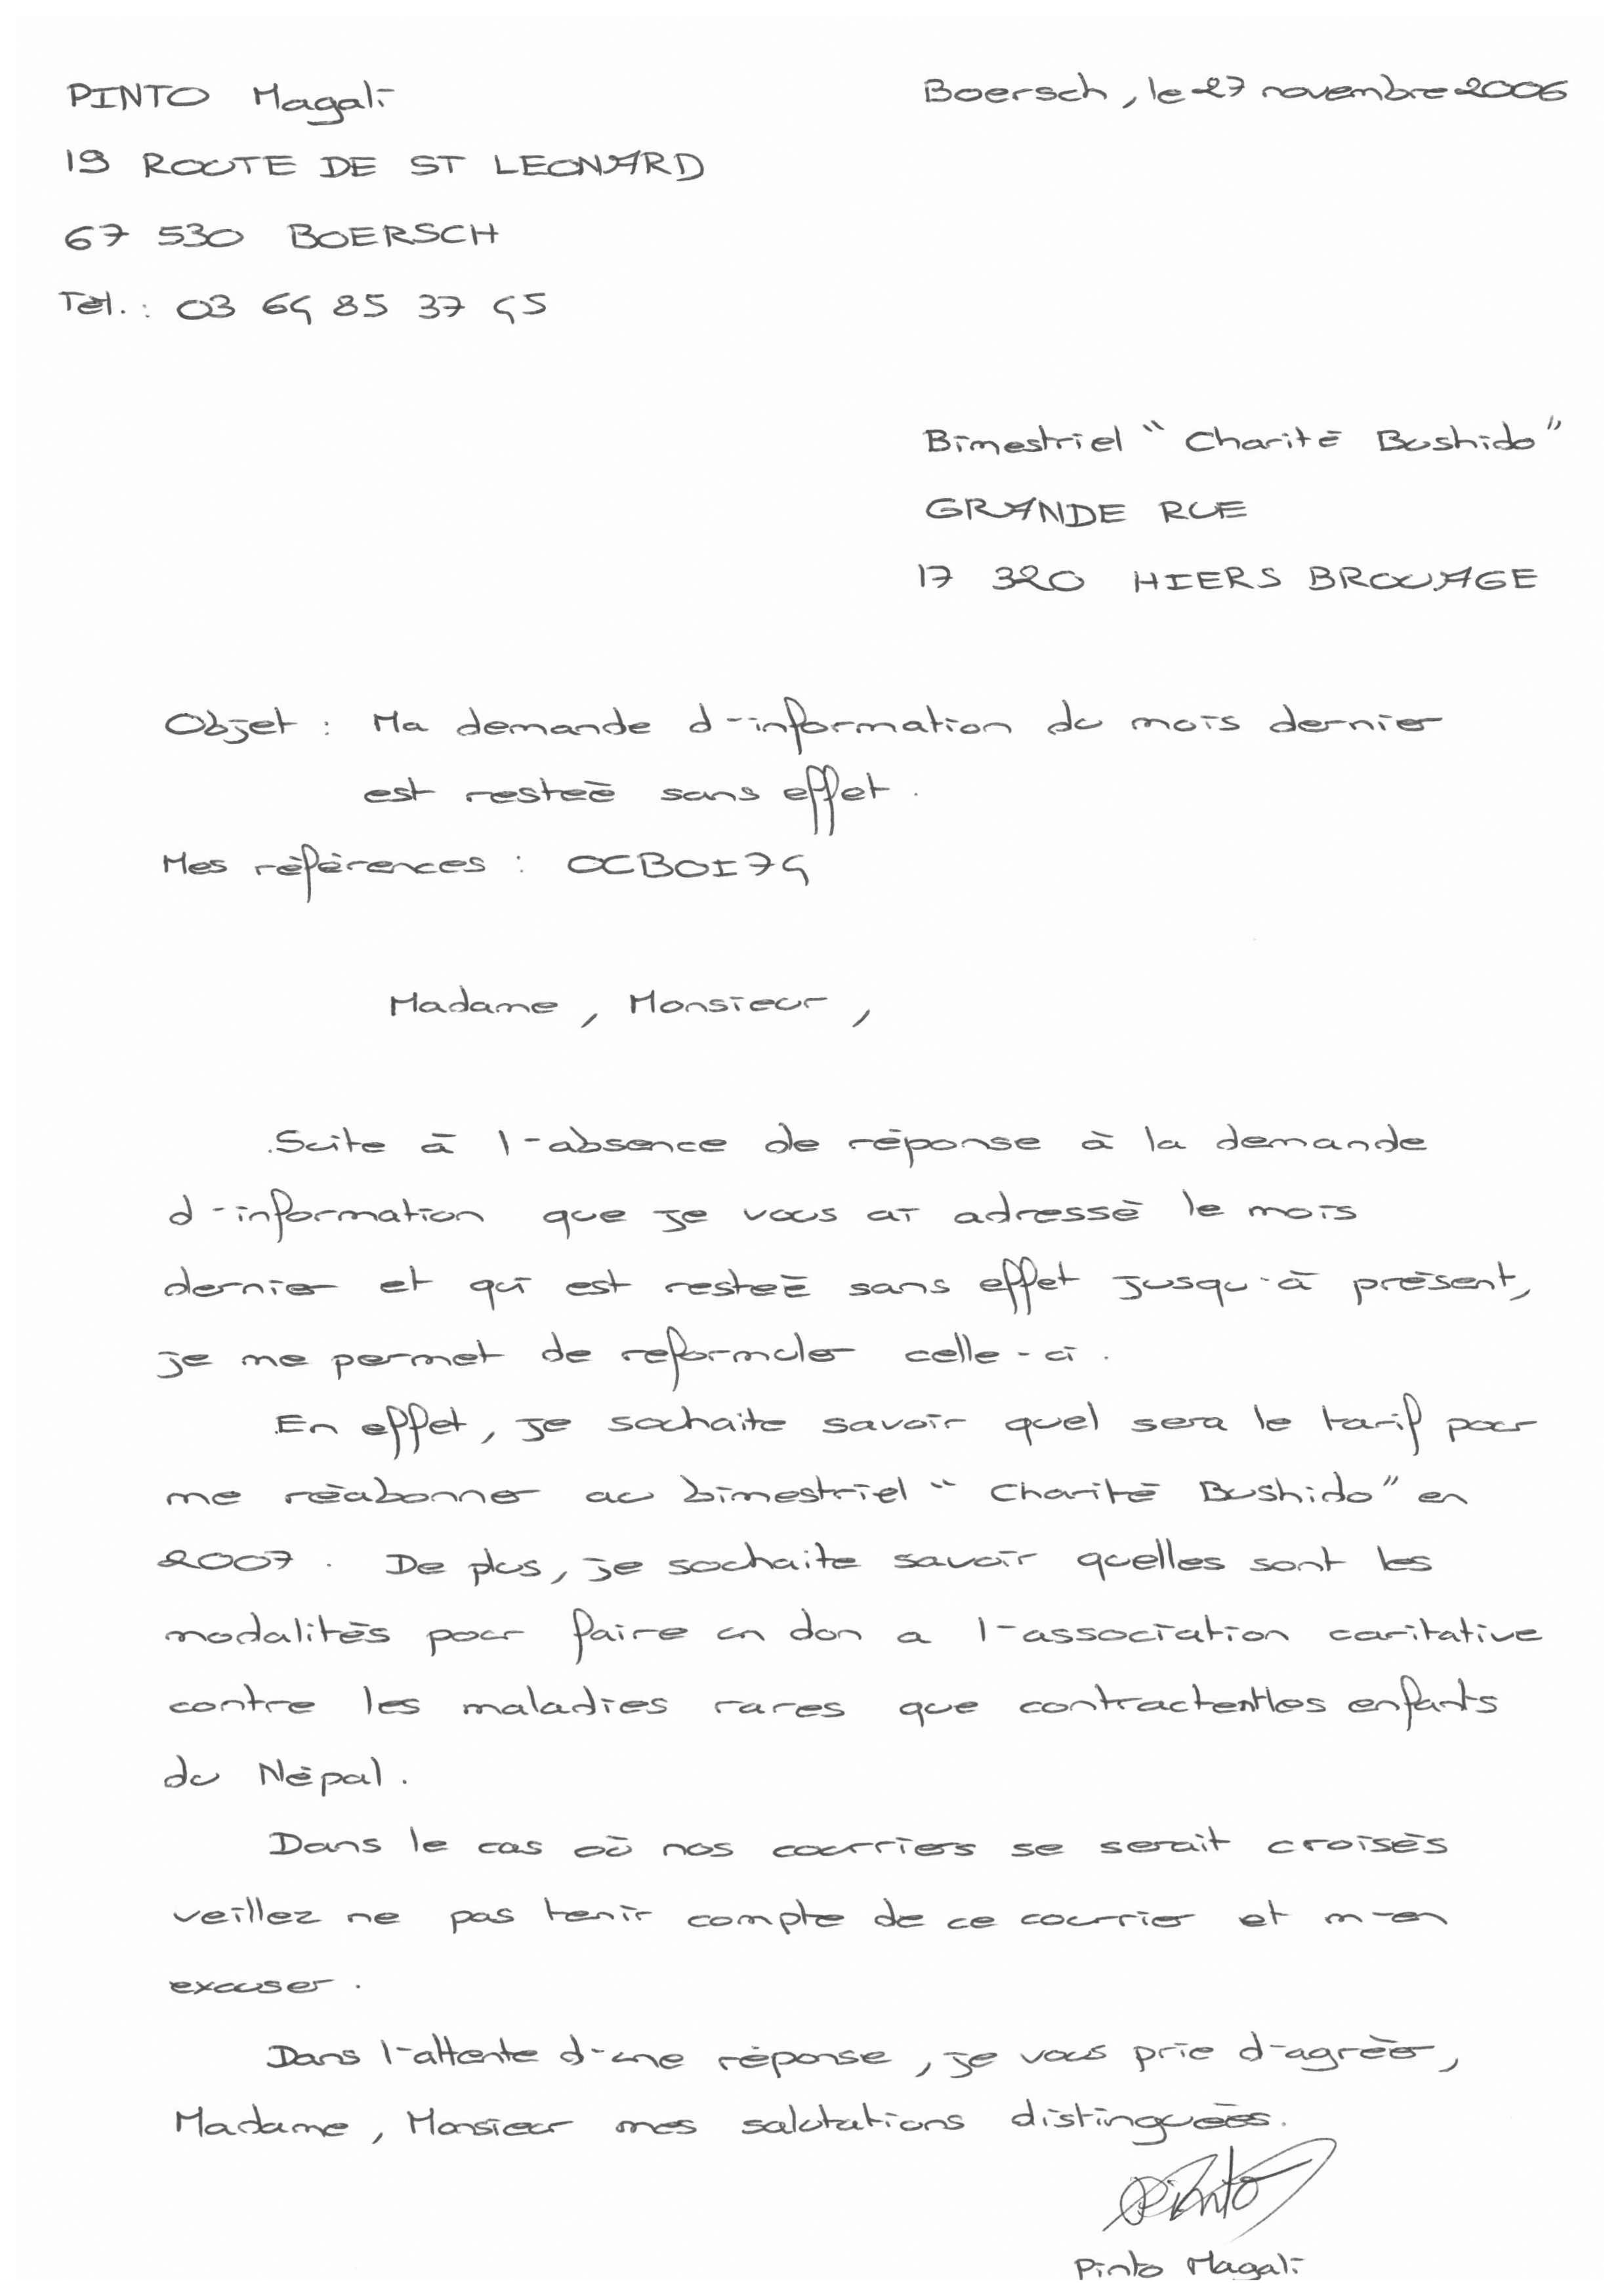 PINTO Magali
Boersch, le 27 novembre 2006
19 ROUTE DE ST LEONARD
67 530 BOERSCH
Tél. : 03 64 85 37 45
Bimestriel " Charité Bushido "
GRANDE RUE
17 320 HIERS BROUAGE
Objet : Ma demande d'information du mois dernier
est restée sans effet.
Mes références : OCBOI74
Madame, Monsieur,
Suite à l'absence de réponse à la demande
d'information que je vous ai adressé le mois
dernier et qui est restée sans effet jusqu'à présent,
je me permet de reformuler celle-ci.
En effet, je souhaite savoir quel sera le tarif pour
me réabonner au bimestriel " Charité Bushido " en
2007. De plus, je souhaite savoir quelles sont les
modalités pour faire un don a l'association caritative
contre les maladies rares que contractent les enfants
du Népal.
Dans le cas où nos courriers se serait croisés
veillez ne pas tenir compte de ce courrier et m'en
excuser.
Dans l'attente d'une réponse, je vous prie d'agréer,
Madame, Monsieur mes salutations distinguées.
Pinto
Pinto Magali